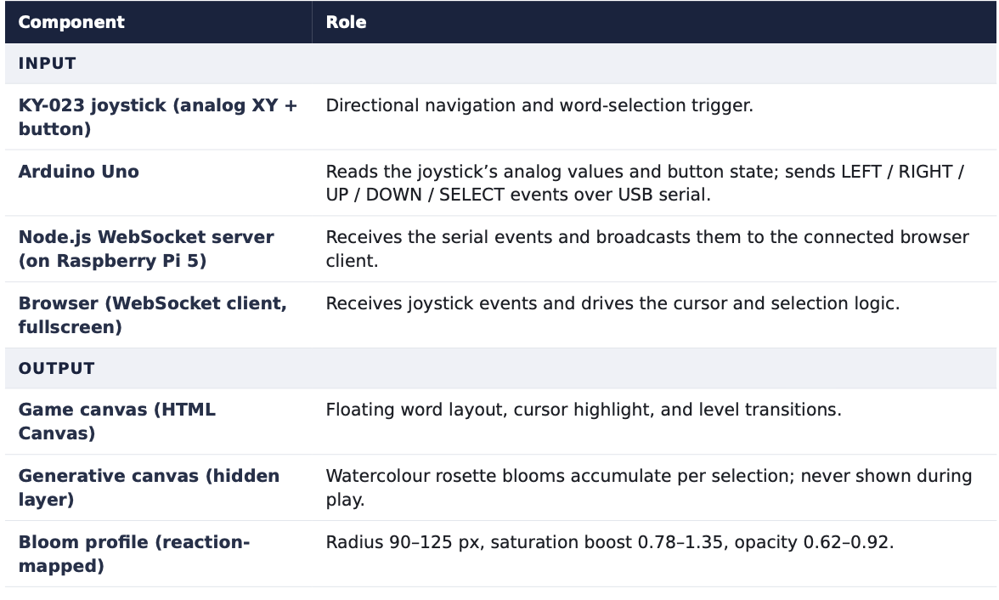 Component Role
INPUT
KY-023 joystick (analog XY + button) Directional navigation and word-selection trigger.
Arduino Uno Reads the joystick’s analog values and button state; sends LEFT / RIGHT / UP / DOWN / SELECT events over USB serial.
Node.js WebSocket server (on Raspberry Pi 5) Receives the serial events and broadcasts them to the connected browser client.
Browser (WebSocket client, fullscreen) Receives joystick events and drives the cursor and selection logic.
OUTPUT
Game canvas (HTML Canvas) Floating word layout, cursor highlight, and level transitions.
Generative canvas (hidden layer) Watercolour rosette blooms accumulate per selection; never shown during play.
Bloom profile (reaction-mapped) Radius 90–125 px, saturation boost 0.78–1.35, opacity 0.62–0.92.